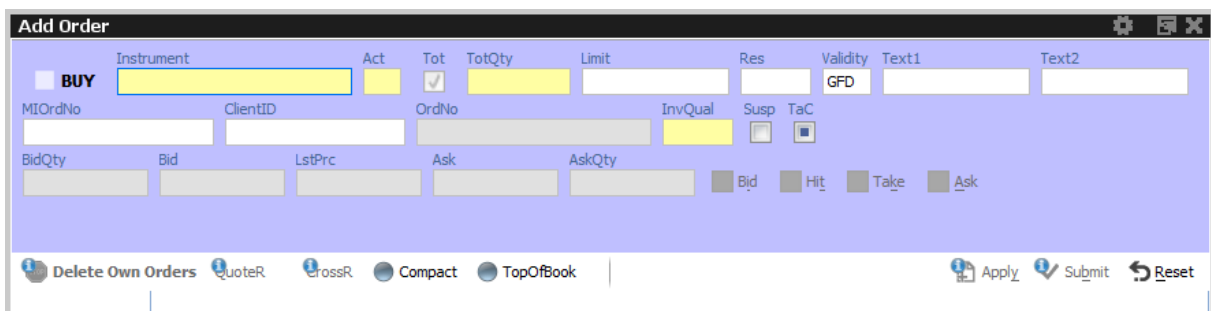 Add Order
Instrument Act Tot TotQty Limit Res Validity Text1 Text2
BUY GFD
MIOrdNo ClientID OrdNo InvQual Susp TaC
BidQty Bid LstPrc Ask AskQty
Bid Hit Take Ask
Delete Own Orders QuoteR CrossR Compact TopOfBook Apply Submit Reset